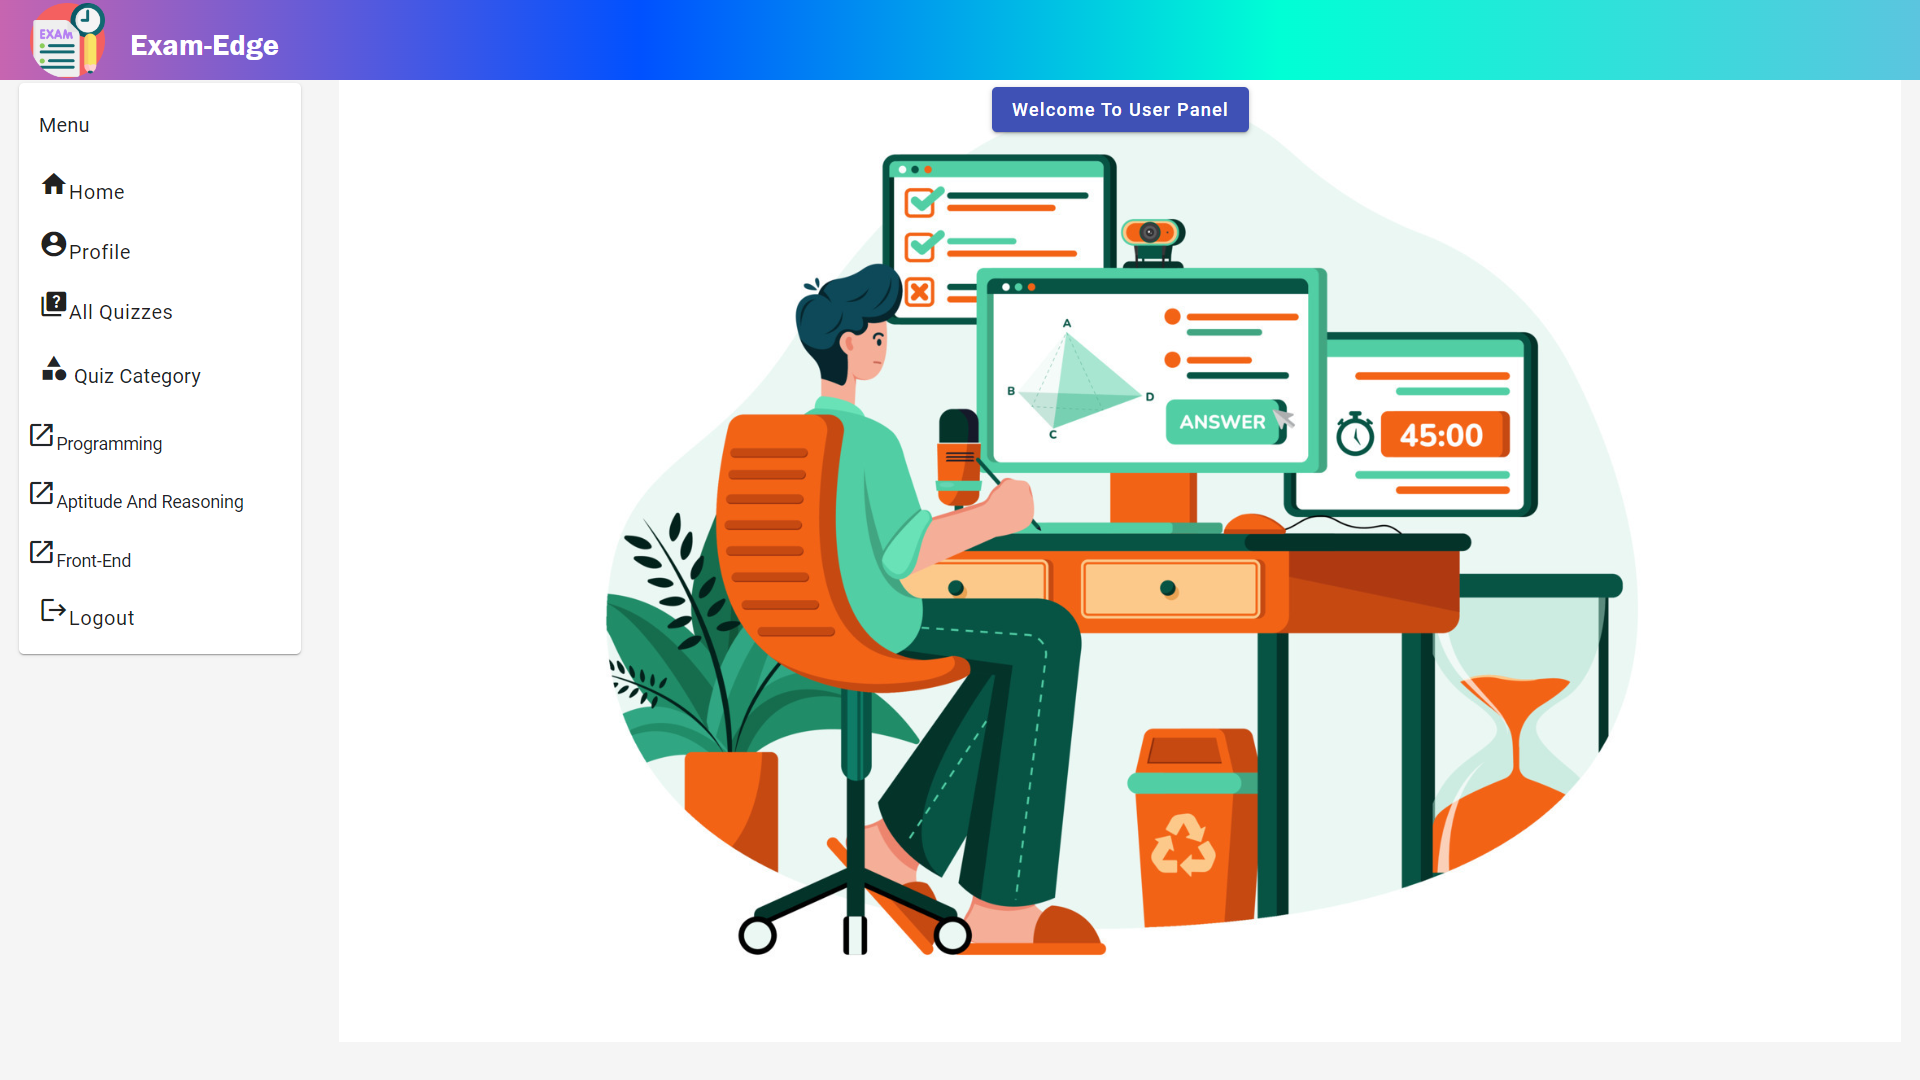 EXAM
Exam-Edge
Menu
Home
Profile
All Quizzes
Quiz Category
Programming
Aptitude And Reasoning
Front-End
Logout
Welcome To User Panel
A
B
D
C
ANSWER
45:00